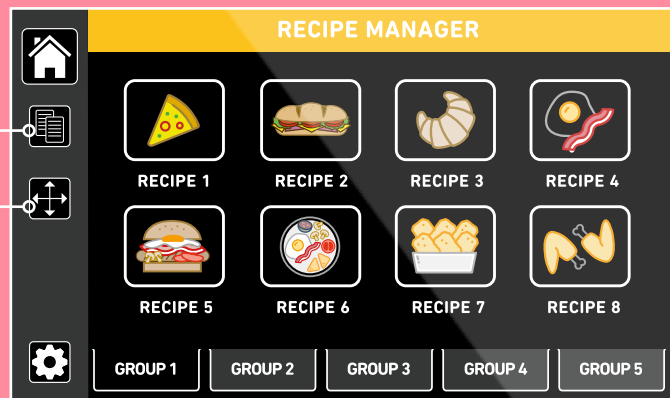 RECIPE MANAGER
RECIPE 1 RECIPE 2 RECIPE 3 RECIPE 4
RECIPE 5 RECIPE 6 RECIPE 7 RECIPE 8
GROUP 1 GROUP 2 GROUP 3 GROUP 4 GROUP 5